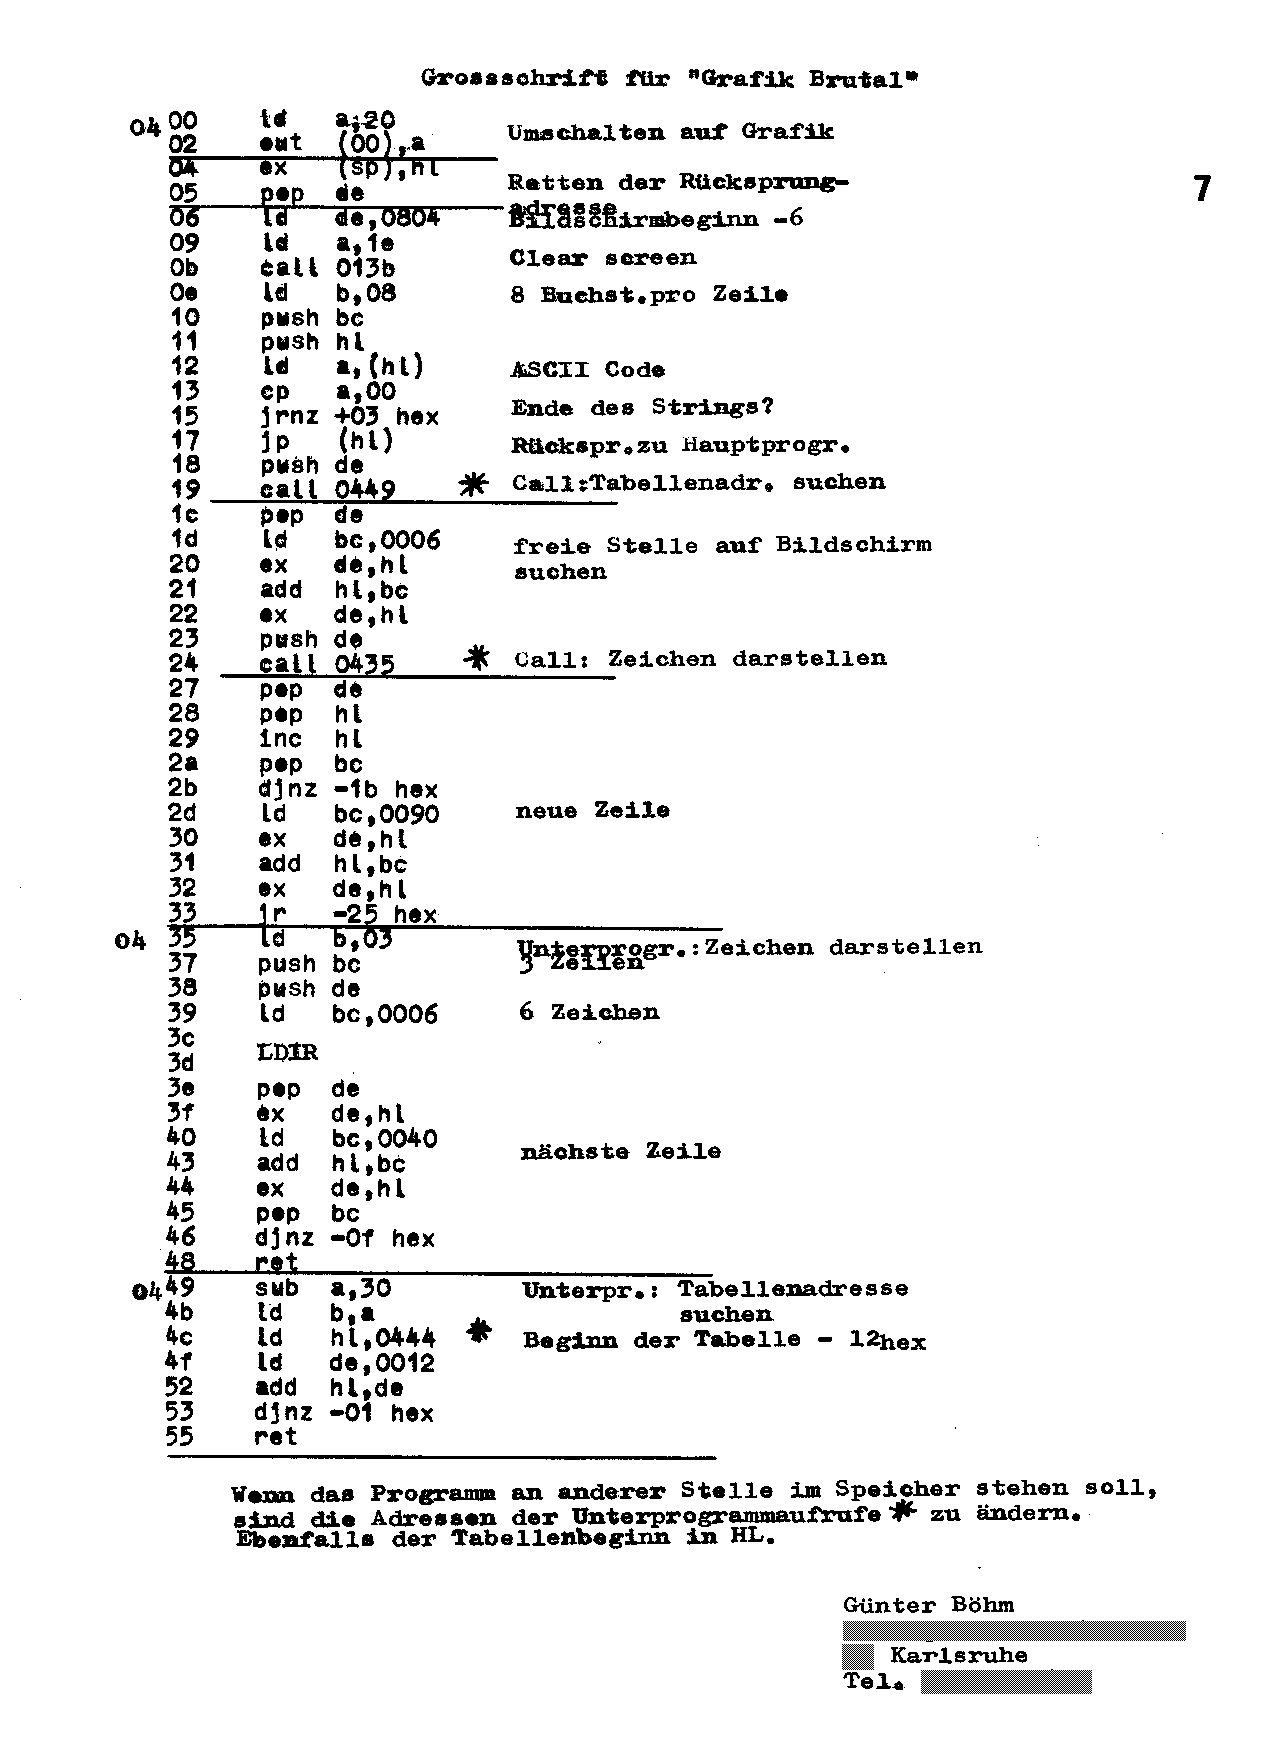 Grossschrift für "Grafik Brutal"
7
04 00 ld a,20 Umschalten auf Grafik
02 out (00),a
04 ex (sp),hl Retten der Rücksprung-
05 pop de adresse
06 ld de,0804 Bildschirmbeginn -6
09 ld a,1e
0b call 013b Clear screen
0e ld b,08 8 Buchst.pro Zeile
10 push bc
11 push hl
12 ld a,(hl) ASCII Code
13 cp a,00
15 jrnz +03 hex Ende des Strings?
17 jp (hl) Rückspr.zu Hauptprogr.
18 push de
19 call 0449 * Call:Tabellenadr. suchen
1c pop de
1d ld bc,0006 freie Stelle auf Bildschirm
20 ex de,hl suchen
21 add hl,bc
22 ex de,hl
23 push de
24 call 0435 * Call: Zeichen darstellen
27 pop de
28 pop hl
29 inc hl
2a pop bc
2b djnz -1b hex
2d ld bc,0090 neue Zeile
30 ex de,hl
31 add hl,bc
32 ex de,hl
33 jr -25 hex
04 35 ld b,03 Unterprogr.:Zeichen darstellen
37 push bc 3 Zeilen
38 push de
39 ld bc,0006 6 Zeichen
3c
3d LDIR
3e pop de
3f ex de,hl
40 ld bc,0040 nächste Zeile
43 add hl,bc
44 ex de,hl
45 pop bc
46 djnz -0f hex
48 ret
04 49 sub a,30 Unterpr.: Tabellenadresse
4b ld b,a suchen
4c ld hl,0444 * Beginn der Tabelle - 12hex
4f ld de,0012
52 add hl,de
53 djnz -01 hex
55 ret
Wenn das Programm an anderer Stelle im Speicher stehen soll,
sind die Adressen der Unterprogrammaufrufe * zu ändern.
Ebenfalls der Tabellenbeginn in HL.
Günter Böhm
Karlsruhe
Tel.